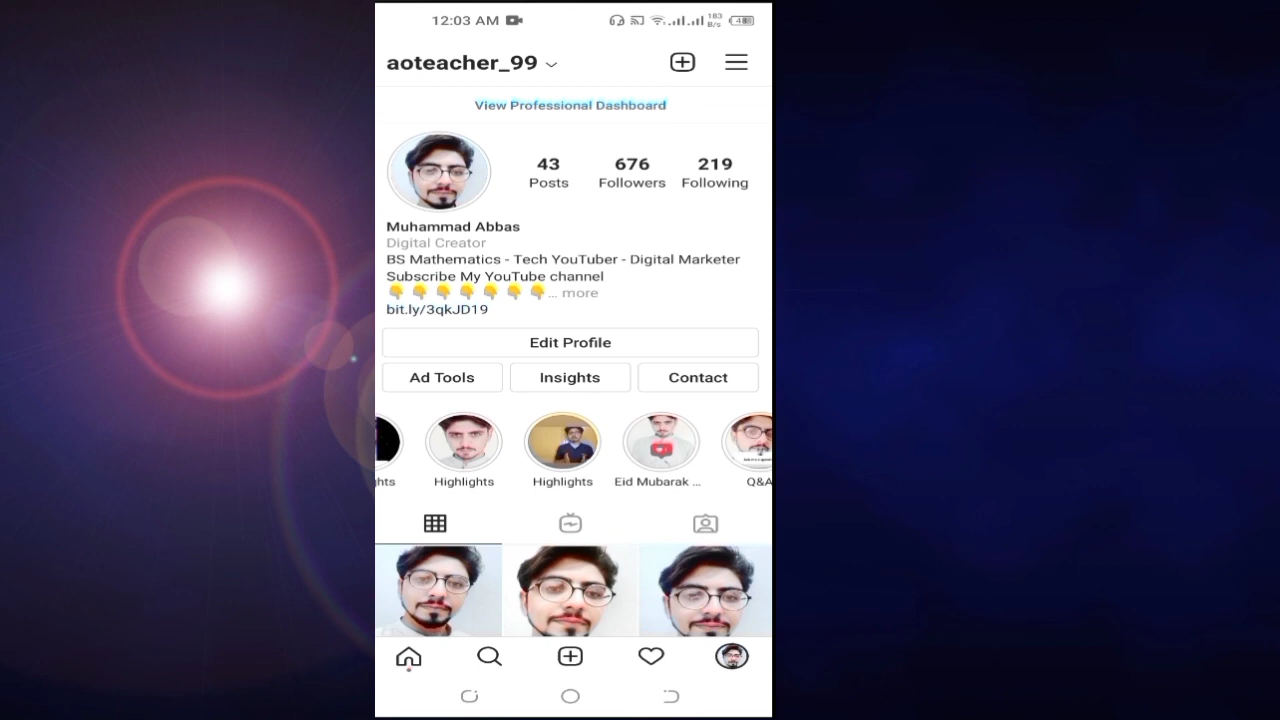 12:03 AM 183 B/s 48
aoteacher_99
View Professional Dashboard
43 676 219
Posts Followers Following
Muhammad Abbas
Digital Creator
BS Mathematics - Tech YouTuber - Digital Marketer
Subscribe My YouTube channel
👇 👇 👇 👇 👇 👇 👇... more
bit.ly/3qkJD19
Edit Profile
Ad Tools Insights Contact
hts Highlights Highlights Eid Mubarak ... Q&A